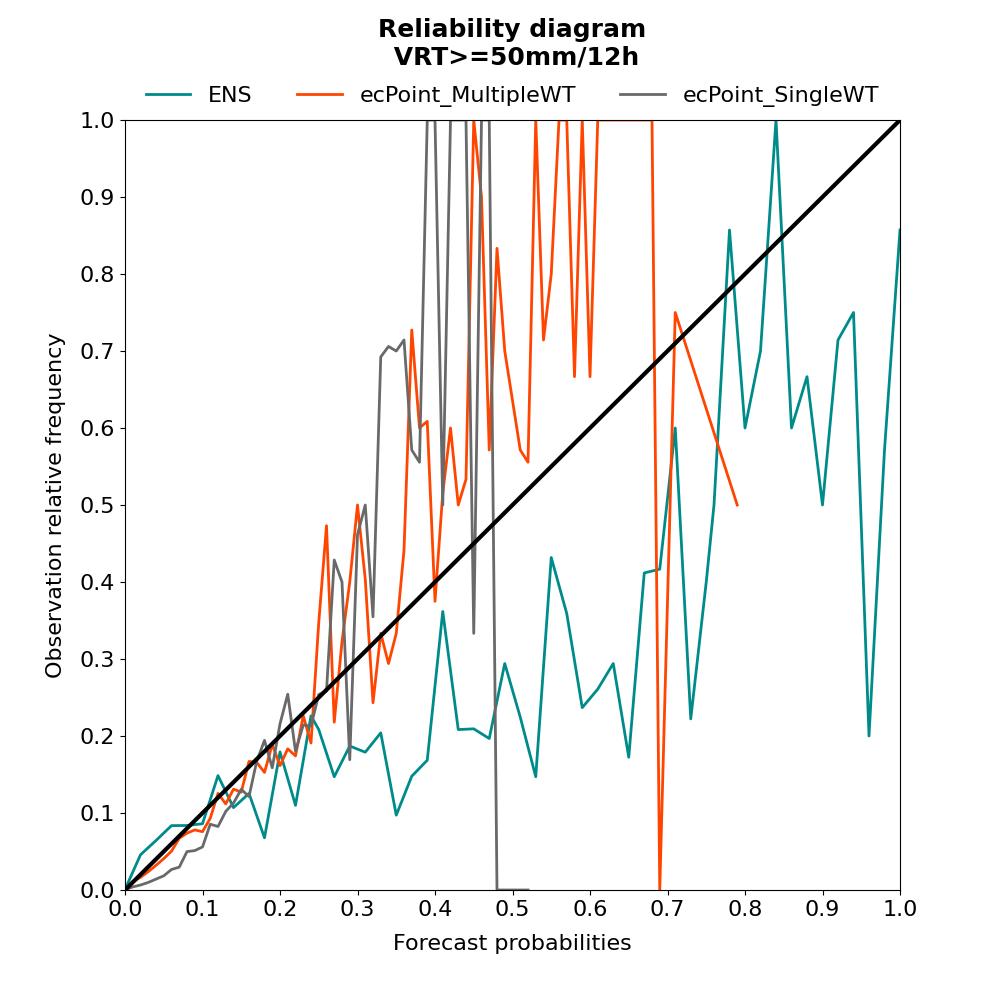 Reliability diagram
VRT>=50mm/12h
ENS ecPoint_MultipleWT ecPoint_SingleWT
1.0
0.9
0.8
0.7
0.6
0.5
0.4
0.3
0.2
0.1
0.0
Observation relative frequency
0.0 0.1 0.2 0.3 0.4 0.5 0.6 0.7 0.8 0.9 1.0
Forecast probabilities